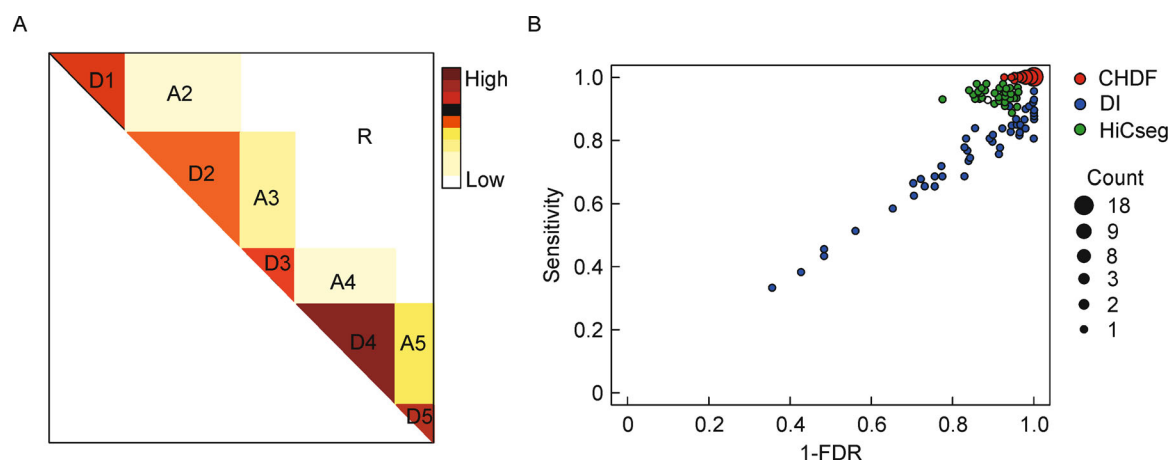 A
D1
A2
R
D2
A3
D3
A4
D4
A5
D5
High
Low
B
Sensitivity
1.0
0.8
0.6
0.4
0.2
0
0
0.2
0.4
0.6
0.8
1.0
1-FDR
CHDF
DI
HiCseg
Count
18
9
8
3
2
1